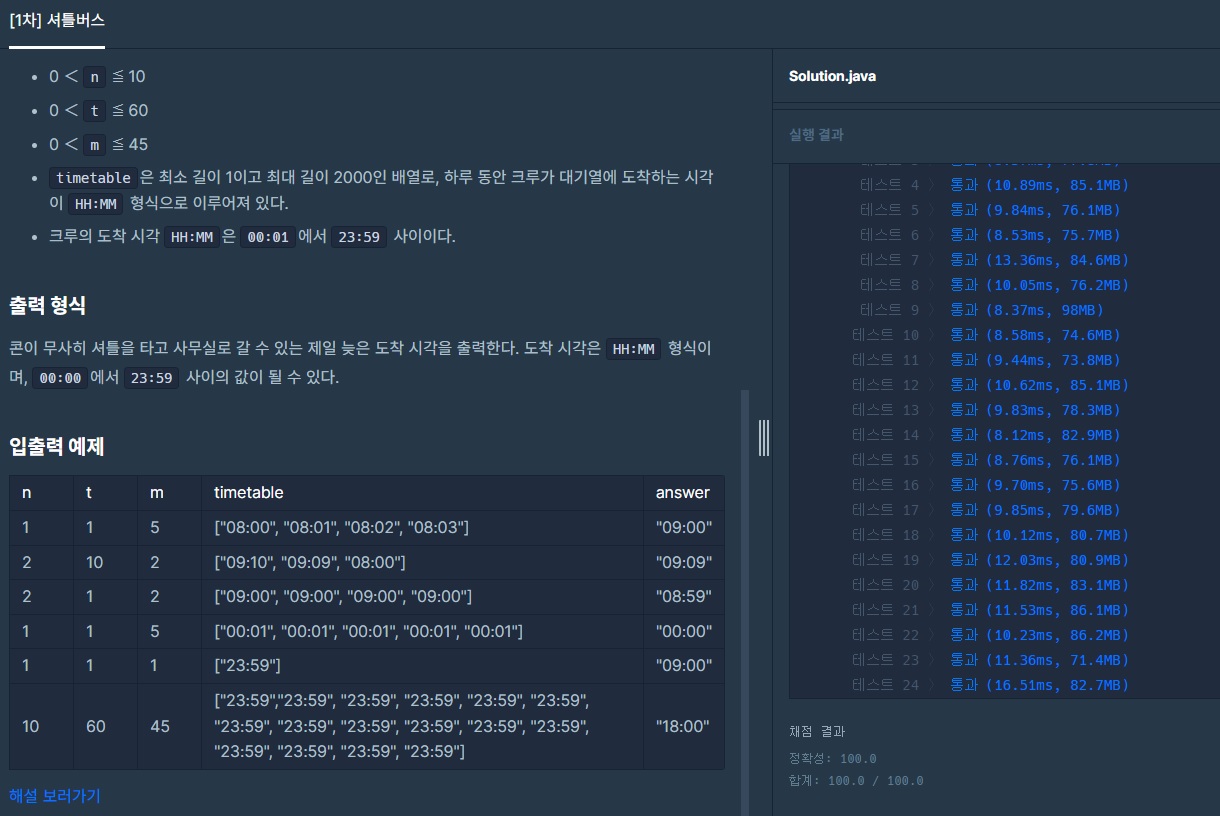 [1차] 셔틀버스
0 < n ≦ 10
0 < t ≦ 60
0 < m ≦ 45
timetable 은 최소 길이 1이고 최대 길이 2000인 배열로, 하루 동안 크루가 대기열에 도착하는 시각
이 HH:MM 형식으로 이루어져 있다.
크루의 도착 시각 HH:MM 은 00:01 에서 23:59 사이이다.
출력 형식
콘이 무사히 셔틀을 타고 사무실로 갈 수 있는 제일 늦은 도착 시각을 출력한다. 도착 시각은 HH:MM 형식이
며, 00:00 에서 23:59 사이의 값이 될 수 있다.
입출력 예제
n t m timetable answer
1 1 5 ["08:00", "08:01", "08:02", "08:03"] "09:00"
2 10 2 ["09:10", "09:09", "08:00"] "09:09"
2 1 2 ["09:00", "09:00", "09:00", "09:00"] "08:59"
1 1 5 ["00:01", "00:01", "00:01", "00:01", "00:01"] "00:00"
1 1 1 ["23:59"] "09:00"
["23:59","23:59", "23:59", "23:59", "23:59", "23:59",
10 60 45 "23:59", "23:59", "23:59", "23:59", "23:59", "23:59", "18:00"
"23:59", "23:59", "23:59", "23:59"]
해설 보러가기
Solution.java
실행 결과
테스트 4 〉 통과 (10.89ms, 85.1MB)
테스트 5 〉 통과 (9.84ms, 76.1MB)
테스트 6 〉 통과 (8.53ms, 75.7MB)
테스트 7 〉 통과 (13.36ms, 84.6MB)
테스트 8 〉 통과 (10.05ms, 76.2MB)
테스트 9 〉 통과 (8.37ms, 98MB)
테스트 10 〉 통과 (8.58ms, 74.6MB)
테스트 11 〉 통과 (9.44ms, 73.8MB)
테스트 12 〉 통과 (10.62ms, 85.1MB)
테스트 13 〉 통과 (9.83ms, 78.3MB)
테스트 14 〉 통과 (8.12ms, 82.9MB)
테스트 15 〉 통과 (8.76ms, 76.1MB)
테스트 16 〉 통과 (9.70ms, 75.6MB)
테스트 17 〉 통과 (9.85ms, 79.6MB)
테스트 18 〉 통과 (10.12ms, 80.7MB)
테스트 19 〉 통과 (12.03ms, 80.9MB)
테스트 20 〉 통과 (11.82ms, 83.1MB)
테스트 21 〉 통과 (11.53ms, 86.1MB)
테스트 22 〉 통과 (10.23ms, 86.2MB)
테스트 23 〉 통과 (11.36ms, 71.4MB)
테스트 24 〉 통과 (16.51ms, 82.7MB)
채점 결과
정확성: 100.0
합계: 100.0 / 100.0